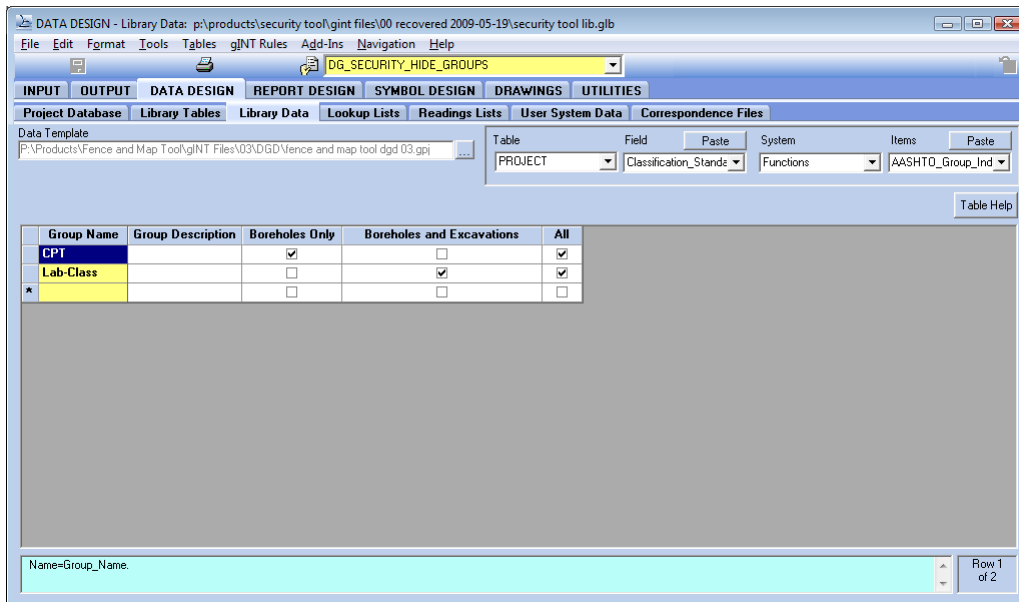 DATA DESIGN - Library Data: p:\products\security tool\gint files\00 recovered 2009-05-19\security tool lib.glb
File Edit Format Tools Tables gINT Rules Add-Ins Navigation Help
DG_SECURITY_HIDE_GROUPS
INPUT OUTPUT DATA DESIGN REPORT DESIGN SYMBOL DESIGN DRAWINGS UTILITIES
Project Database Library Tables Library Data Lookup Lists Readings Lists User System Data Correspondence Files
Data Template
P:\Products\Fence and Map Tool\gINT Files\03\DGD\fence and map tool dgd 03.gpj ...
Table Field Paste System Items Paste
PROJECT Classification_Standa Functions AASHTO_Group_Ind
Table Help
Group Name Group Description Boreholes Only Boreholes and Excavations All
CPT
Lab-Class
*
Name=Group_Name.
Row 1
of 2